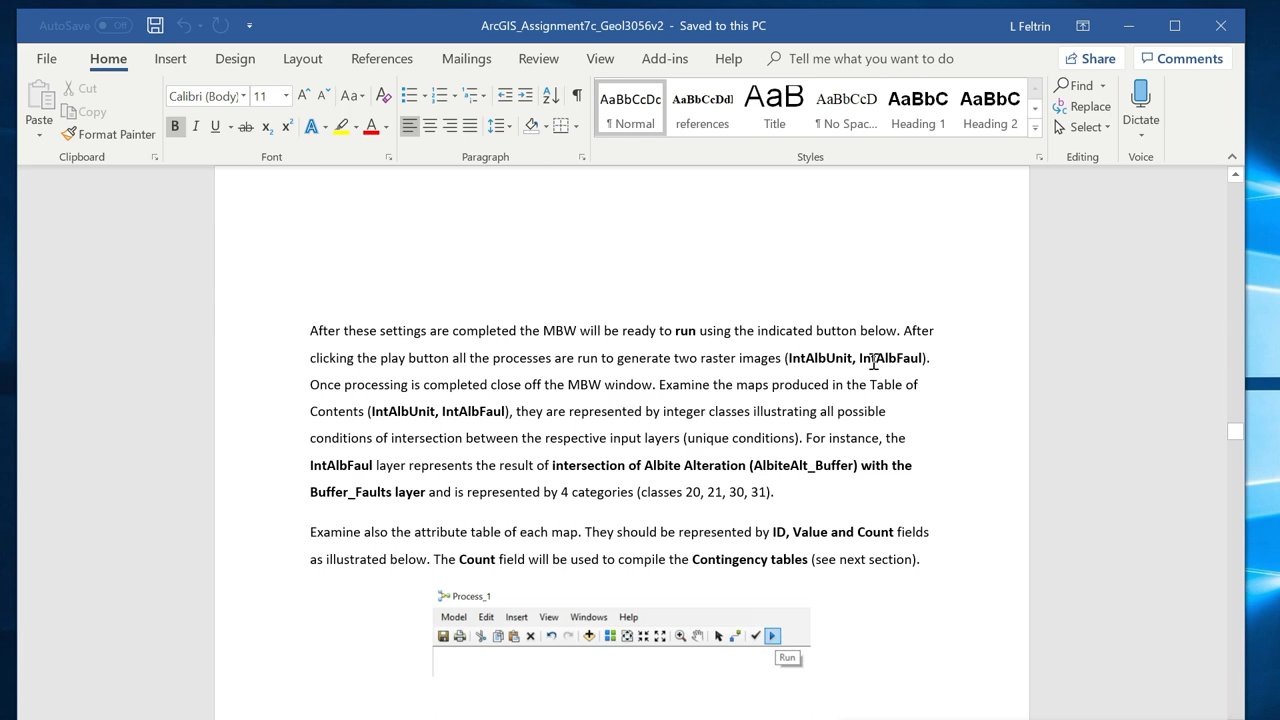 AutoSave Off
ArcGIS_Assignment7c_Geol3056v2 - Saved to this PC
L Feltrin
File Home Insert Design Layout References Mailings Review View Add-ins Help Tell me what you want to do Share Comments
Paste
Cut
Copy
Format Painter
Clipboard
Calibri (Body) 11
Font
Paragraph
AaBbCcDc AaBbCcDd AaB AaBbCcD AaBbC AaBbCcD
¶ Normal references Title ¶ No Spac... Heading 1 Heading 2
Styles
Find
Replace
Select
Editing
Dictate
Voice
After these settings are completed the MBW will be ready to run using the indicated button below. After
clicking the play button all the processes are run to generate two raster images (IntAlbUnit, IntAlbFaul).
Once processing is completed close off the MBW window. Examine the maps produced in the Table of
Contents (IntAlbUnit, IntAlbFaul), they are represented by integer classes illustrating all possible
conditions of intersection between the respective input layers (unique conditions). For instance, the
IntAlbFaul layer represents the result of intersection of Albite Alteration (AlbiteAlt_Buffer) with the
Buffer_Faults layer and is represented by 4 categories (classes 20, 21, 30, 31).
Examine also the attribute table of each map. They should be represented by ID, Value and Count fields
as illustrated below. The Count field will be used to compile the Contingency tables (see next section).
Process_1
Model Edit Insert View Windows Help
Run